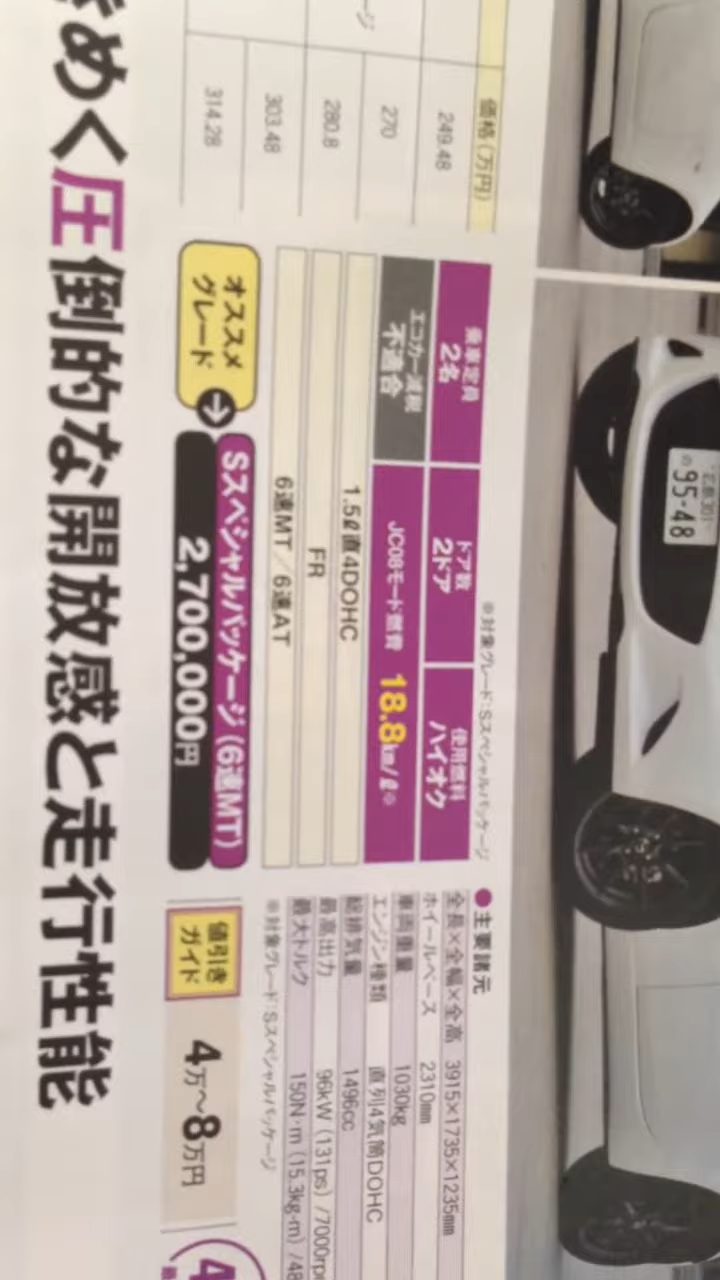 価格(万円)
249.48
270
280.8
303.48
314.28
ージ
※対象グレード:Sスペシャルパッケージ
乗車定員
2名
ドア数
2ドア
使用燃料
ハイオク
エコカー減税
不適合
JC08モード燃費 18.8km/ℓ※
1.5ℓ直4DOHC
FR
6速MT/6速AT
オススメ
グレード
Sスペシャルパッケージ(6速MT)
2,700,000円
●主要諸元
全長×全幅×全高 3915×1735×1235mm
ホイールベース 2310mm
車両重量 1030kg
エンジン種類 直列4気筒DOHC
総排気量 1496cc
最高出力 96kW(131ps)/7000rp
最大トルク 150N・m(15.3kg-m)/48
※対象グレード:Sスペシャルパッケージ
値引き
ガイド
4万〜8万円
4
めく圧倒的な開放感と走行性能
広島301
の 95-48